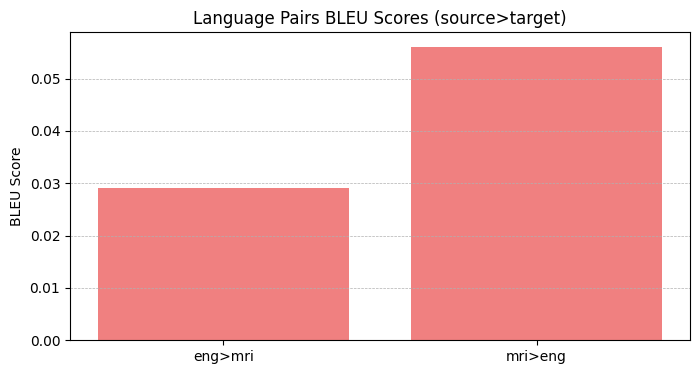 Language Pairs BLEU Scores (source>target)
BLEU Score
0.05
0.04
0.03
0.02
0.01
0.00
eng>mri
mri>eng